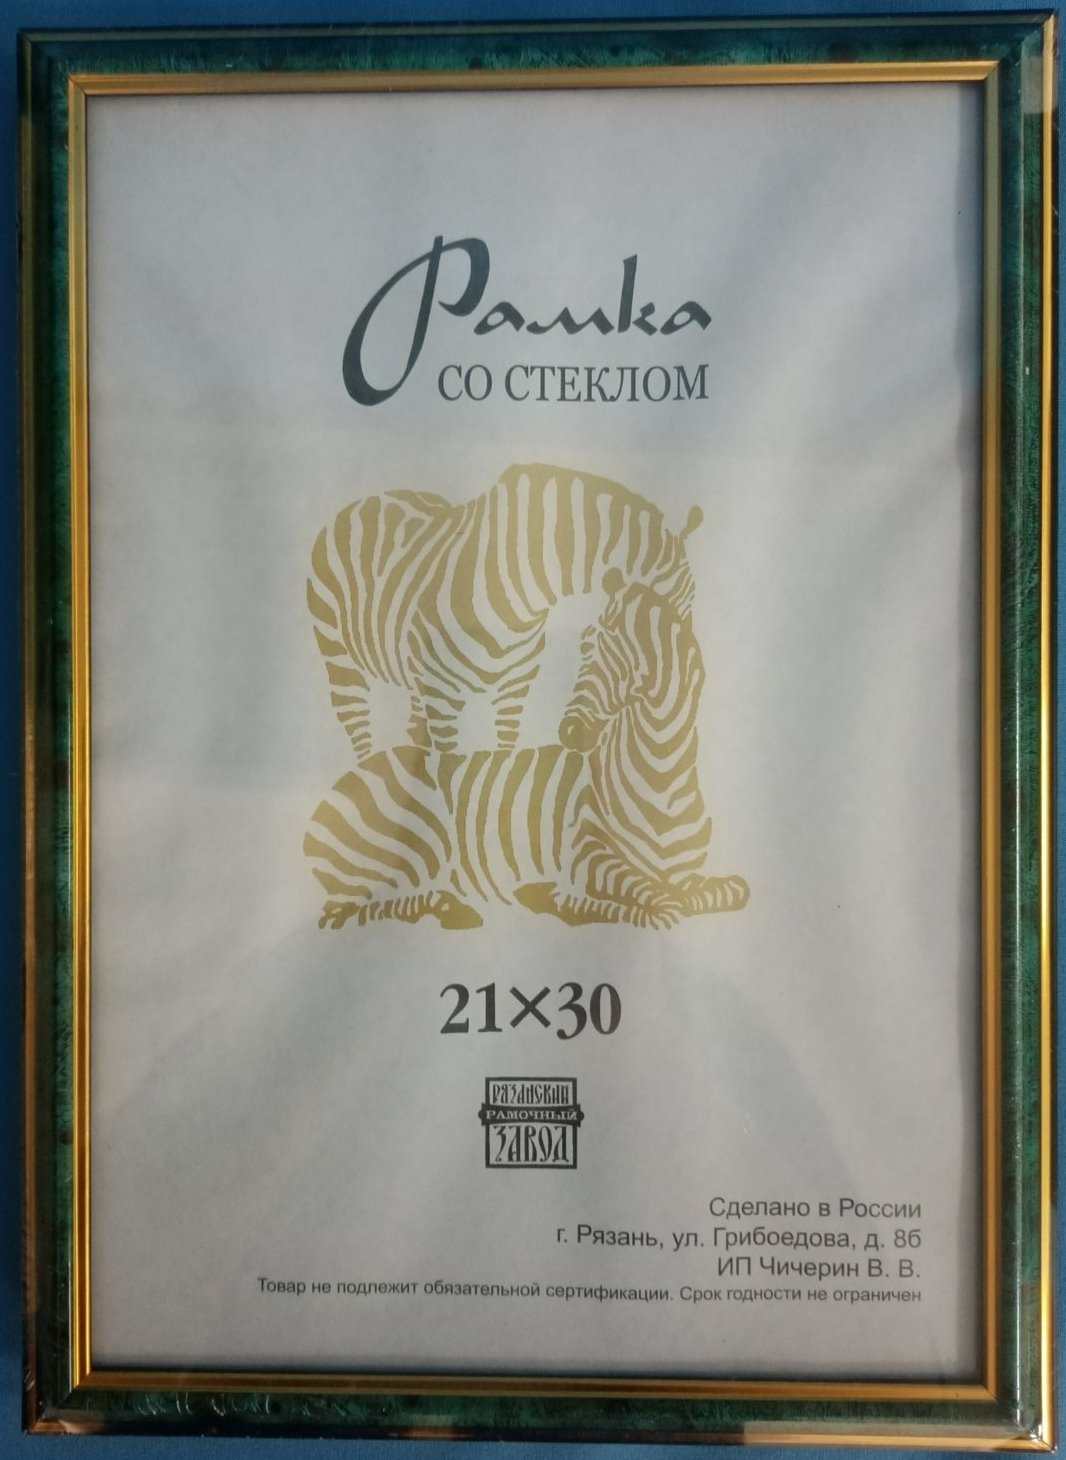 Рамка
СО СТЕКЛОМ
21×30
РЯЗАНСКИЙ
РАМОЧНЫЙ
ЗАВОД
Сделано в России
г. Рязань, ул. Грибоедова, д. 8б
ИП Чичерин В. В.
Товар не подлежит обязательной сертификации. Срок годности не ограничен